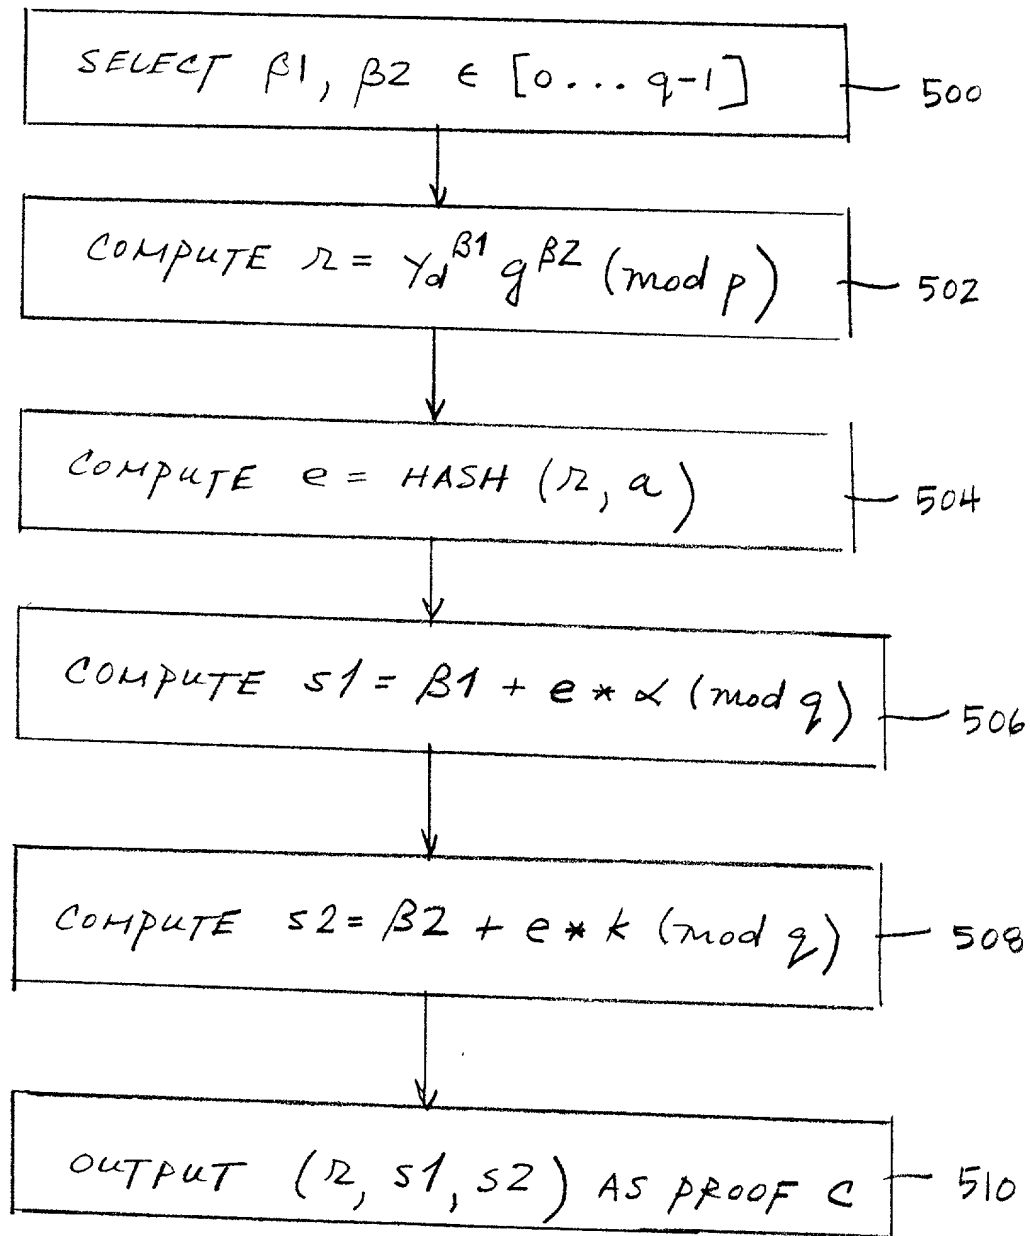 SELECT β1, β2 ∈ [0... q-1]
500
COMPUTE r = Yd^β1 g^β2 (mod p)
502
COMPUTE e = HASH (r, a)
504
COMPUTE s1 = β1 + e * α (mod q)
506
COMPUTE s2 = β2 + e * k (mod q)
508
OUTPUT (r, s1, s2) AS PROOF C
510